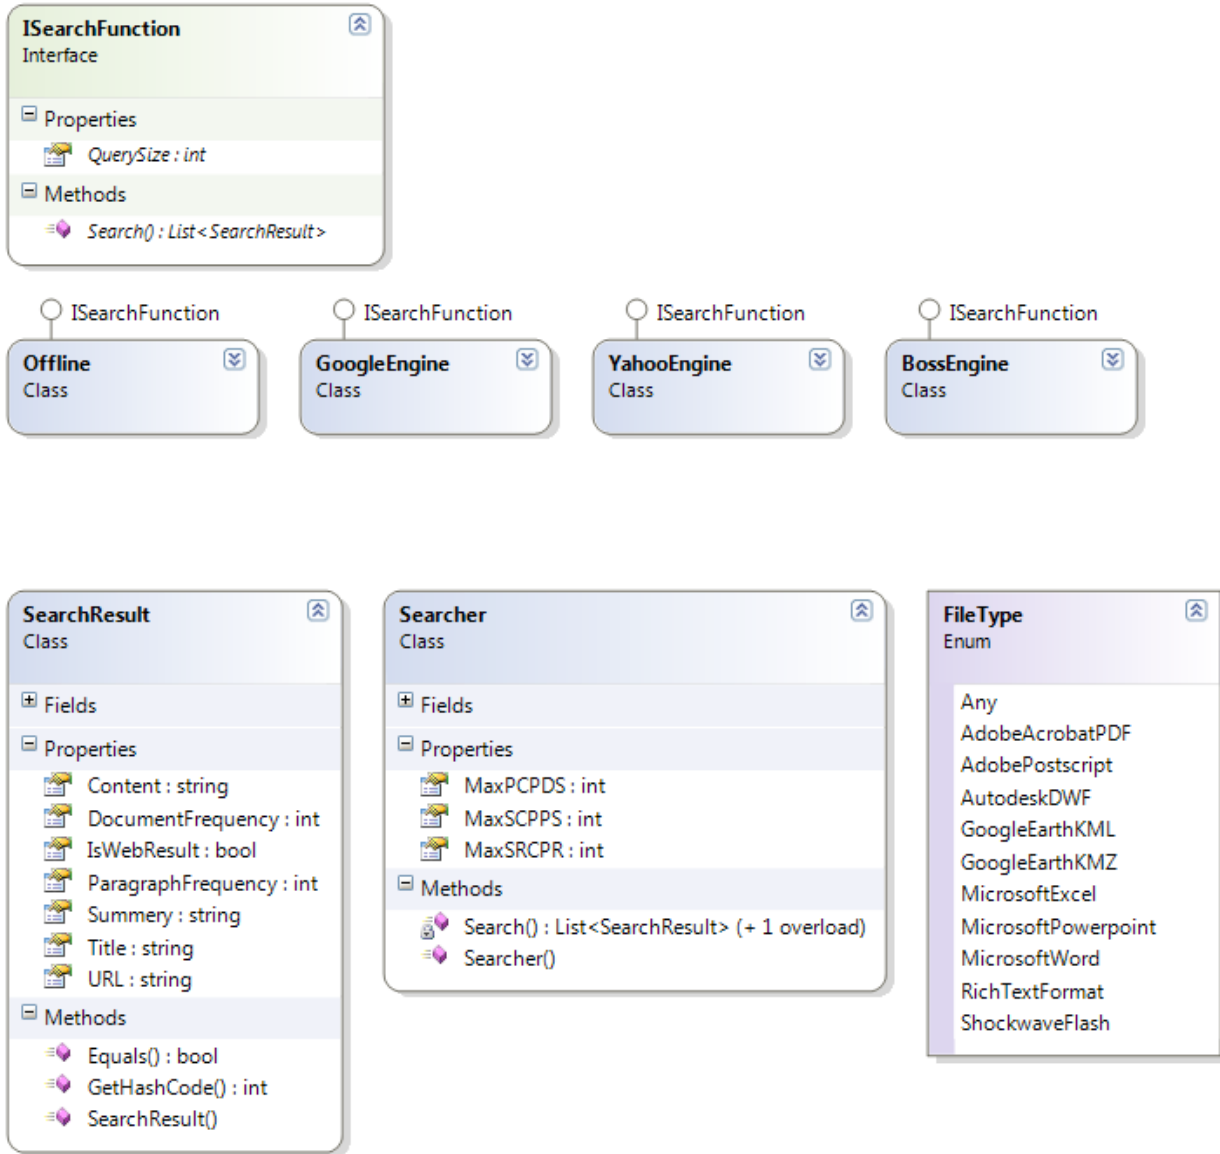 ISearchFunction
Interface
Properties
QuerySize : int
Methods
Search() : List<SearchResult>
ISearchFunction
Offline
Class
ISearchFunction
GoogleEngine
Class
ISearchFunction
YahooEngine
Class
ISearchFunction
BossEngine
Class
SearchResult
Class
Fields
Properties
Content : string
DocumentFrequency : int
IsWebResult : bool
ParagraphFrequency : int
Summery : string
Title : string
URL : string
Methods
Equals() : bool
GetHashCode() : int
SearchResult()
Searcher
Class
Fields
Properties
MaxPCPDS : int
MaxSCPPS : int
MaxSRCPR : int
Methods
Search() : List<SearchResult> (+ 1 overload)
Searcher()
FileType
Enum
Any
AdobeAcrobatPDF
AdobePostscript
AutodeskDWF
GoogleEarthKML
GoogleEarthKMZ
MicrosoftExcel
MicrosoftPowerpoint
MicrosoftWord
RichTextFormat
ShockwaveFlash